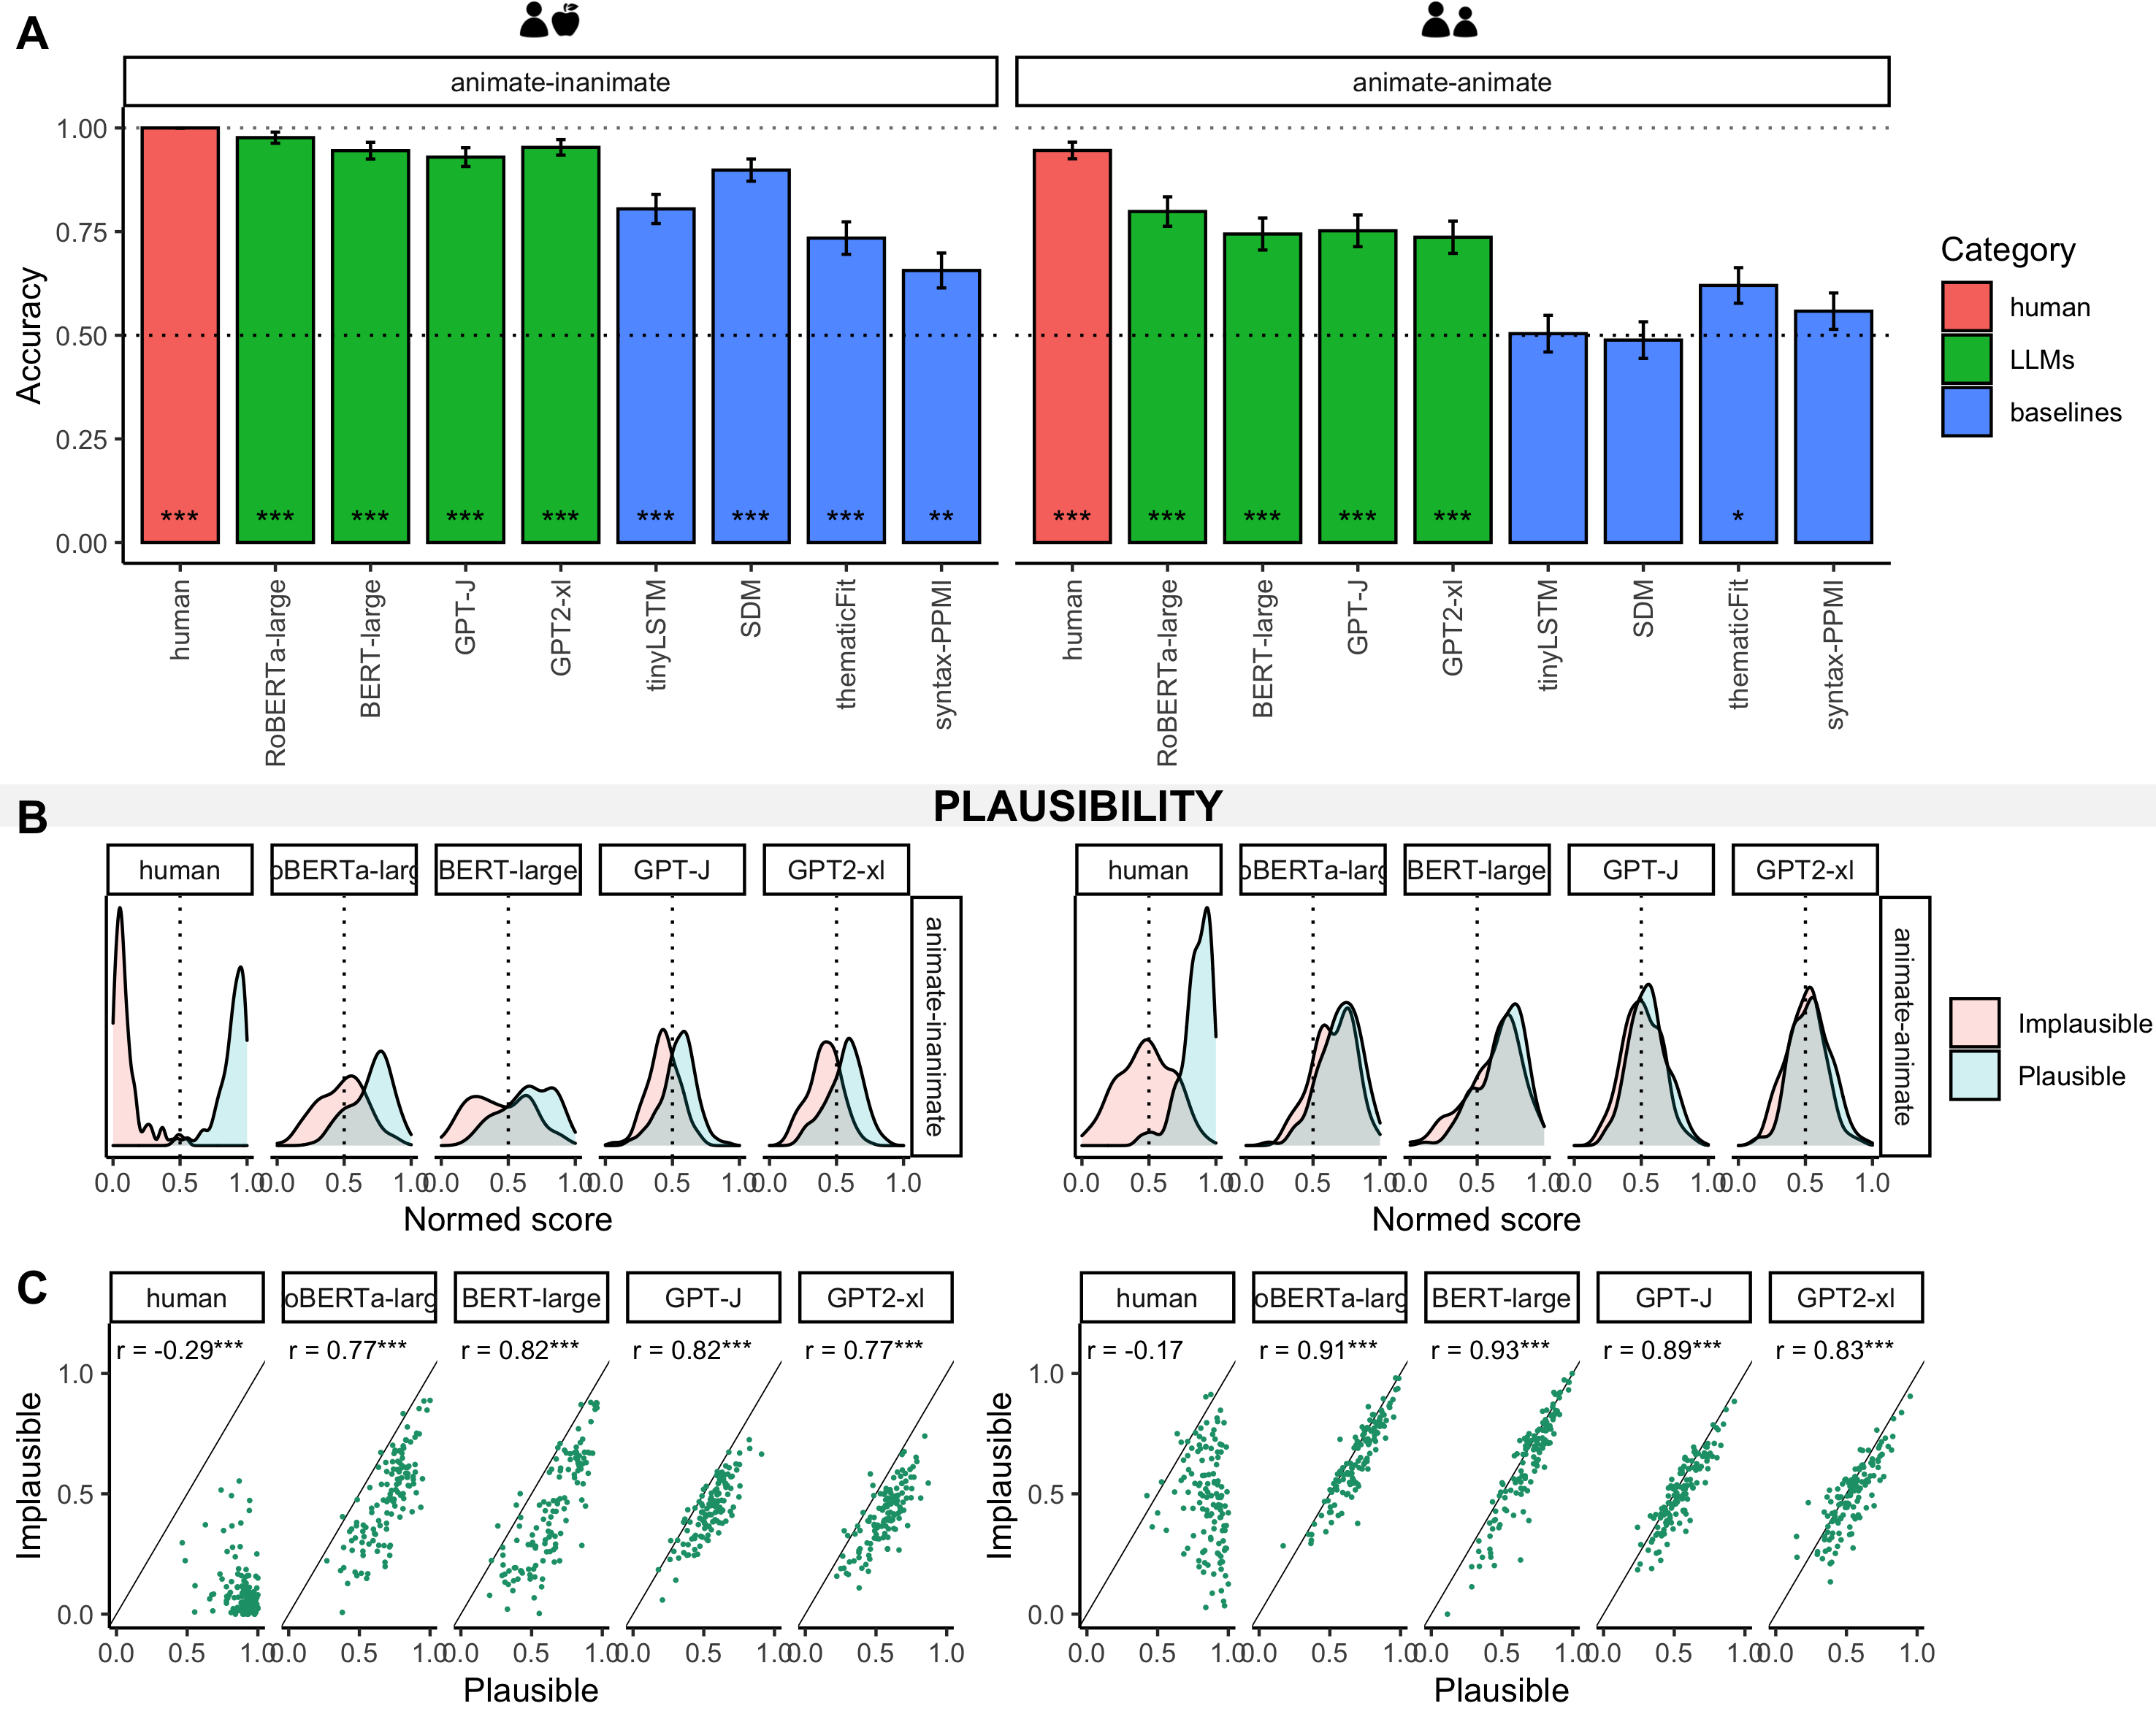 A
animate-inanimate
animate-animate
1.00
0.75
0.50
0.25
0.00
Accuracy
*** *** *** *** *** *** *** *** **
*** *** *** *** *** *
human RoBERTa-large BERT-large GPT-J GPT2-xl tinyLSTM SDM thematicFit syntax-PPMI
human RoBERTa-large BERT-large GPT-J GPT2-xl tinyLSTM SDM thematicFit syntax-PPMI
Category
human
LLMs
baselines
PLAUSIBILITY
B
human oBERTa-larg BERT-large GPT-J GPT2-xl
animate-inanimate
0.0 0.5 1.0 0.0 0.5 1.0 0.0 0.5 1.0 0.0 0.5 1.0 0.0 0.5 1.0
Normed score
human oBERTa-larg BERT-large GPT-J GPT2-xl
animate-animate
0.0 0.5 1.0 0.0 0.5 1.0 0.0 0.5 1.0 0.0 0.5 1.0 0.0 0.5 1.0
Normed score
Implausible
Plausible
C
human oBERTa-larg BERT-large GPT-J GPT2-xl
r = -0.29*** r = 0.77*** r = 0.82*** r = 0.82*** r = 0.77***
1.0
0.5
0.0
Implausible
0.0 0.5 1.0 0.0 0.5 1.0 0.0 0.5 1.0 0.0 0.5 1.0 0.0 0.5 1.0
Plausible
human oBERTa-larg BERT-large GPT-J GPT2-xl
r = -0.17 r = 0.91*** r = 0.93*** r = 0.89*** r = 0.83***
1.0
0.5
0.0
Implausible
0.0 0.5 1.0 0.0 0.5 1.0 0.0 0.5 1.0 0.0 0.5 1.0 0.0 0.5 1.0
Plausible